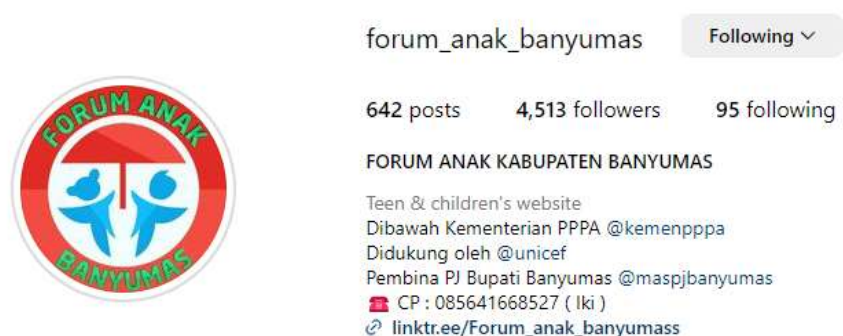 forum_anak_banyumas Following
642 posts 4,513 followers 95 following
FORUM ANAK KABUPATEN BANYUMAS
Teen & children's website
Dibawah Kementerian PPPA @kemenpppa
Didukung oleh @unicef
Pembina PJ Bupati Banyumas @maspjbanyumas
☎️ CP : 085641668527 ( Iki )
linktr.ee/Forum_anak_banyumass
FORUM ANAK
BANYUMAS